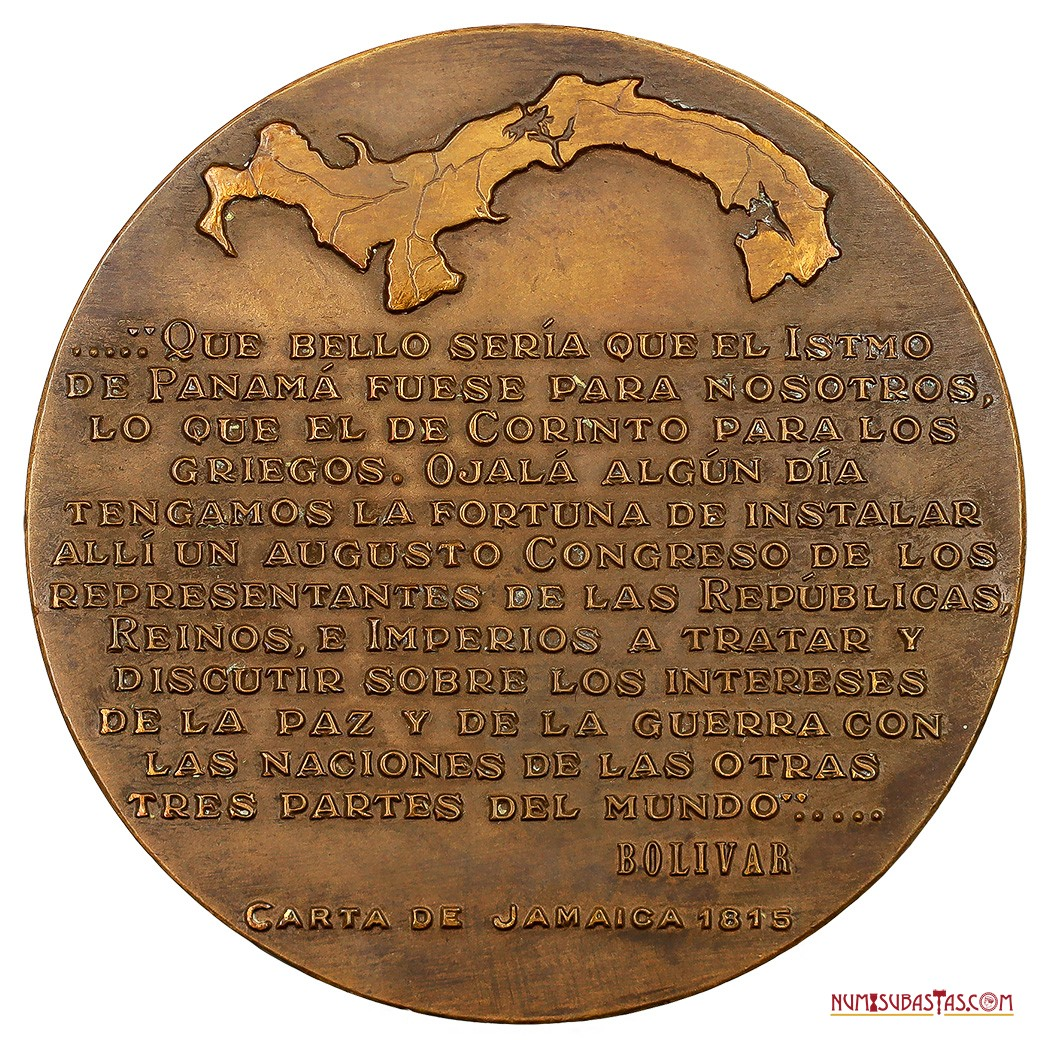 ....."Que bello sería que el Istmo
de Panamá fuese para nosotros,
lo que el de Corinto para los
griegos. Ojalá algún día
tengamos la fortuna de instalar
allí un augusto Congreso de los
representantes de las Repúblicas,
Reinos, e Imperios a tratar y
discutir sobre los intereses
de la paz y de la guerra con
las naciones de las otras
tres partes del mundo".....
BOLIVAR
Carta de Jamaica 1815
NUMISUBASTAS.COM